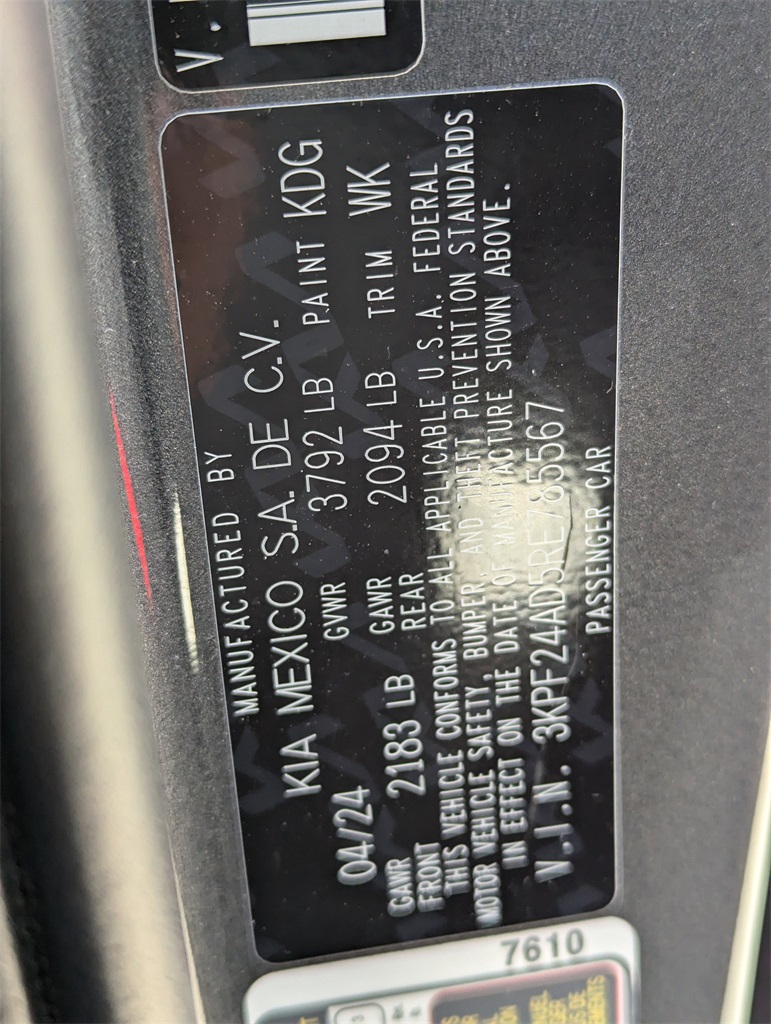 V.
MANUFACTURED BY
KIA MEXICO S.A. DE C.V.
04/24 GVWR 3792 LB PAINT KDG
GAWR FRONT 2183 LB GAWR REAR 2094 LB TRIM WK
THIS VEHICLE CONFORMS TO ALL APPLICABLE U.S.A. FEDERAL
MOTOR VEHICLE SAFETY, BUMPER, AND THEFT PREVENTION STANDARDS
IN EFFECT ON THE DATE OF MANUFACTURE SHOWN ABOVE.
V.I.N. 3KPF24AD5RE785567
PASSENGER CAR
7610